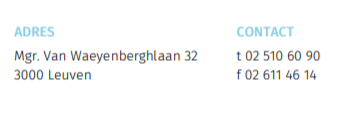 ADRES
Mgr. Van Waeyenberghlaan 32
3000 Leuven
CONTACT
t 02 510 60 90
f 02 611 46 14